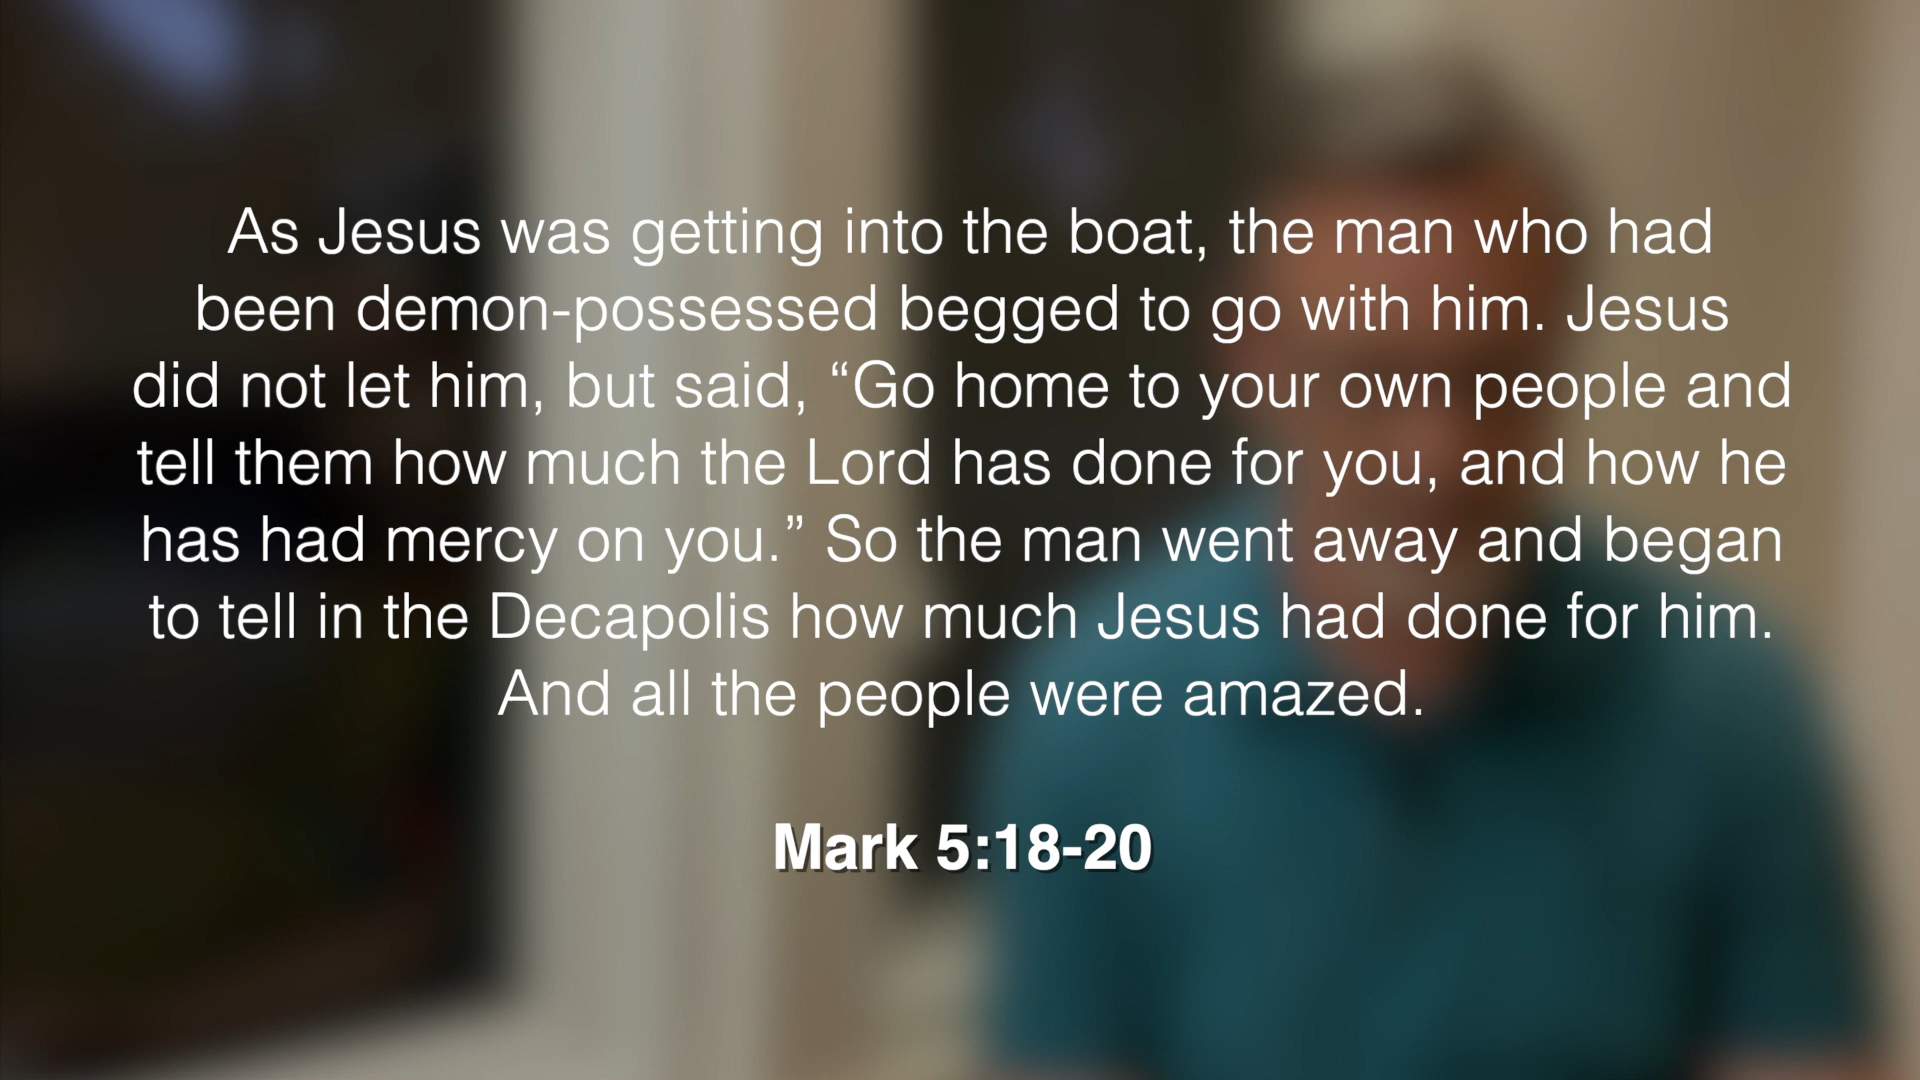 As Jesus was getting into the boat, the man who had
been demon-possessed begged to go with him. Jesus
did not let him, but said, “Go home to your own people and
tell them how much the Lord has done for you, and how he
has had mercy on you.” So the man went away and began
to tell in the Decapolis how much Jesus had done for him.
And all the people were amazed.
Mark 5:18-20